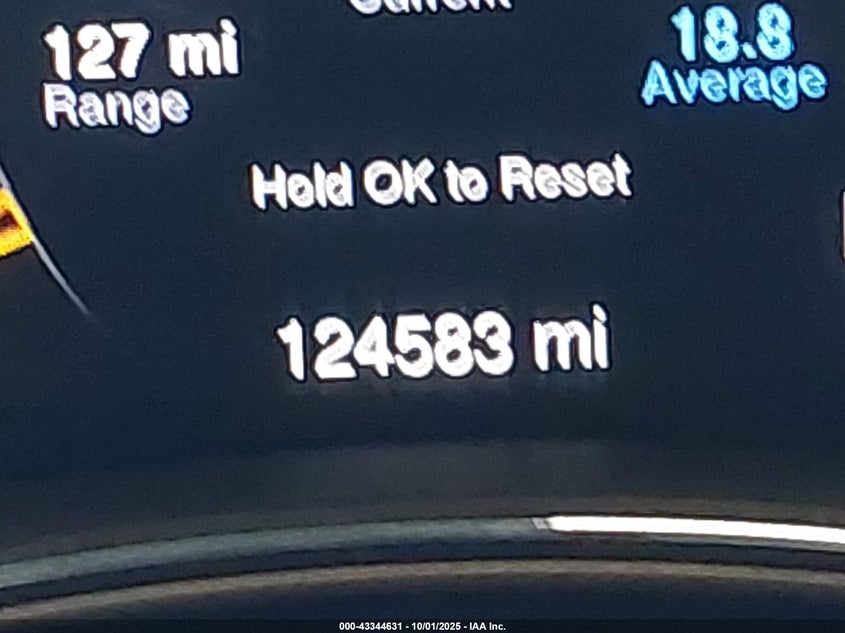 Current
127 mi
Range
18.8
Average
Hold OK to Reset
124583 mi
000-43344631 - 10/01/2025 - IAA Inc.